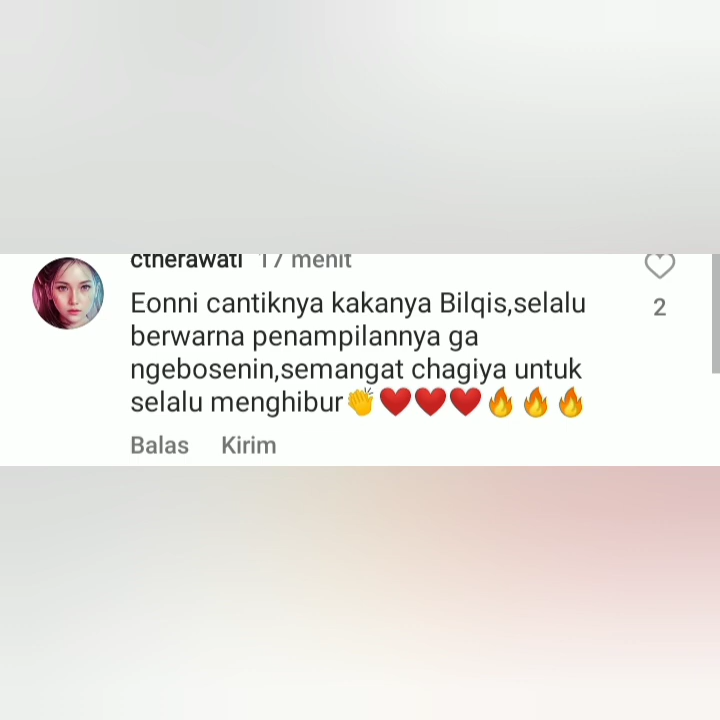 ctherawati 17 menit
Eonni cantiknya kakanya Bilqis,selalu
2
berwarna penampilannya ga
ngebosenin,semangat chagiya untuk
selalu menghibur👏❤️❤️❤️🔥🔥🔥
Balas Kirim